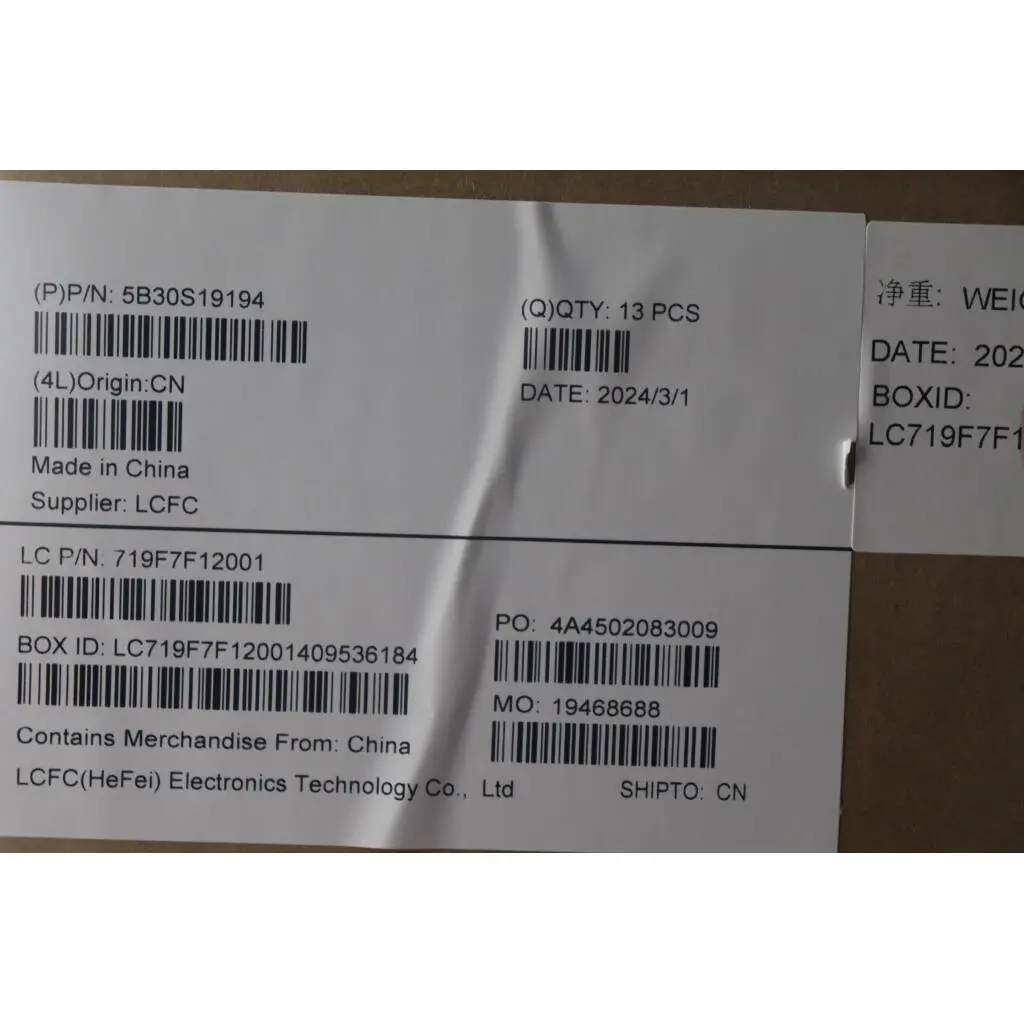 (P)P/N: 5B30S19194
(4L)Origin:CN
Made in China
Supplier: LCFC
(Q)QTY: 13 PCS
DATE: 2024/3/1
LC P/N: 719F7F12001
BOX ID: LC719F7F12001409536184
Contains Merchandise From: China
LCFC(HeFei) Electronics Technology Co., Ltd
PO: 4A4502083009
MO: 19468688
SHIPTO: CN
净重:
DATE: 202
BOXID:
LC719F7F1